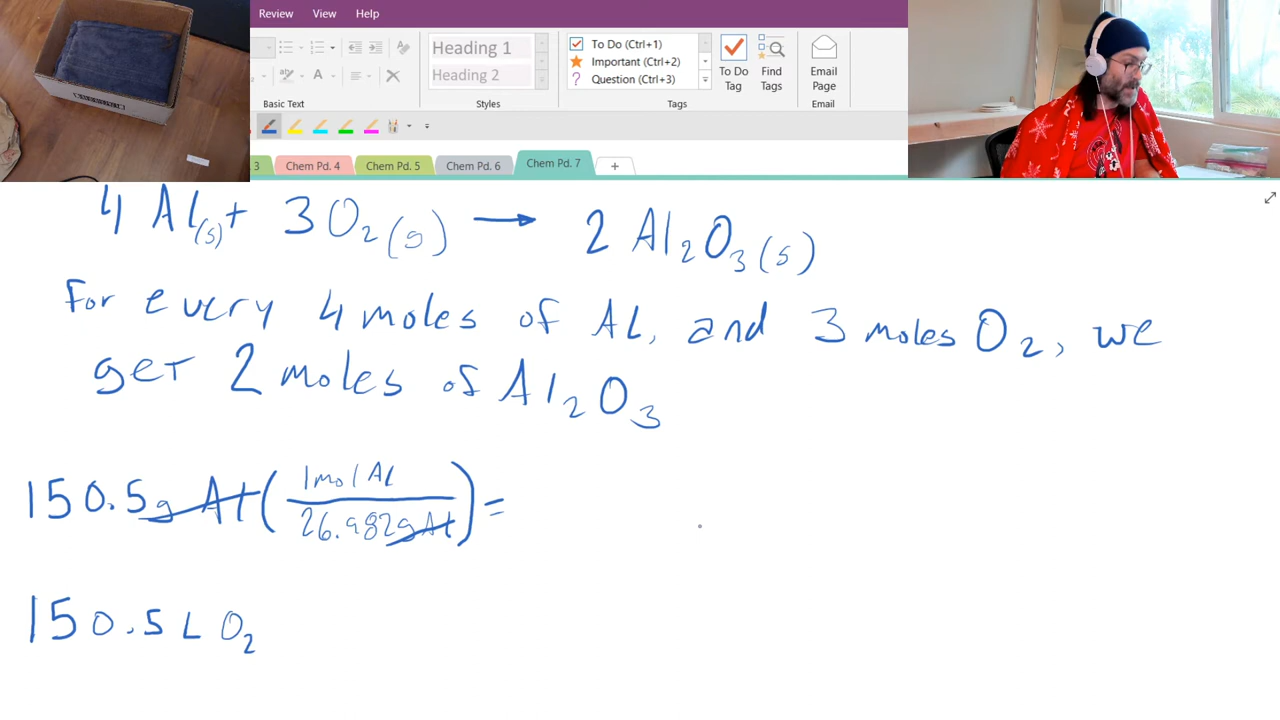 Review View Help
Heading 1
Heading 2
To Do (Ctrl+1)
Important (Ctrl+2)
Question (Ctrl+3)
To Do Tag
Find Tags
Email Page
Basic Text Styles Tags Email
3 Chem Pd. 4 Chem Pd. 5 Chem Pd. 6 Chem Pd. 7 +
4 Al(s) + 3 O2(g) → 2 Al2O3(s)
For every 4 moles of Al, and 3 moles O2, we
get 2 moles of Al2O3
150.5g Al (1 mol Al / 26.982g Al) =
150.5 L O2